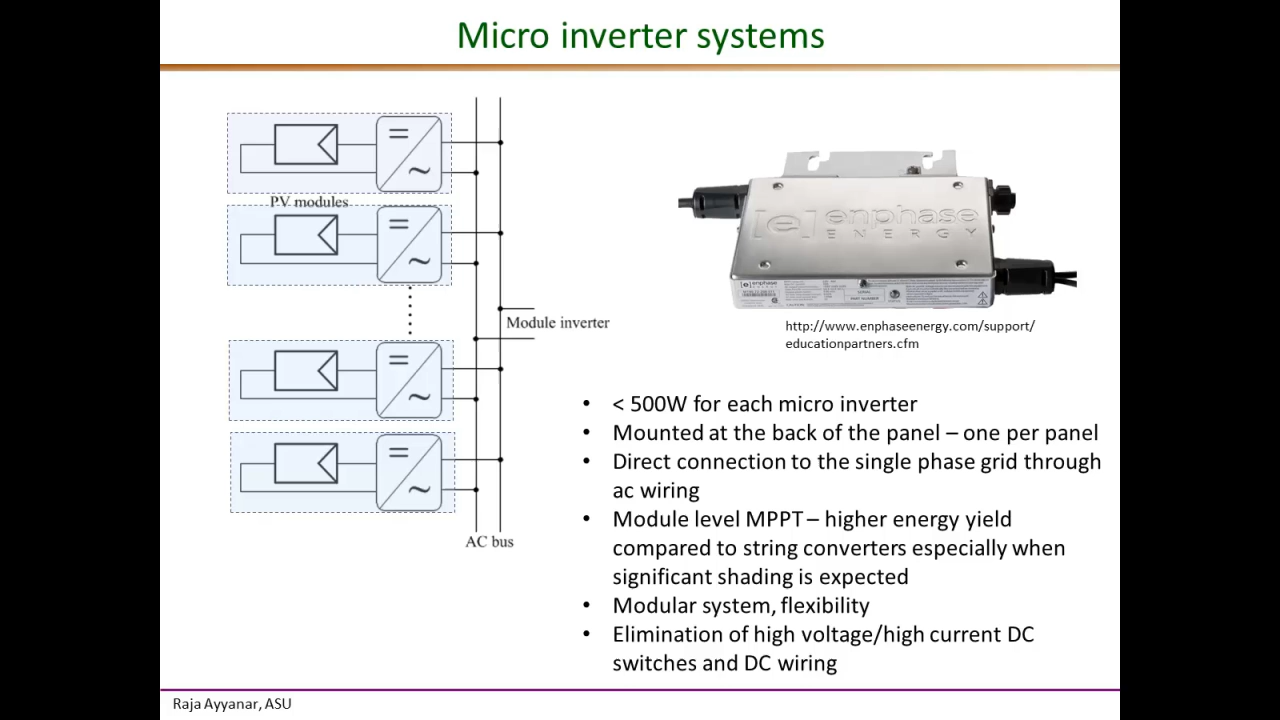 Micro inverter systems
PV modules
Module inverter
AC bus
[e] enphase
ENERGY
http://www.enphaseenergy.com/support/
educationpartners.cfm
• < 500W for each micro inverter
• Mounted at the back of the panel – one per panel
• Direct connection to the single phase grid through
ac wiring
• Module level MPPT – higher energy yield
compared to string converters especially when
significant shading is expected
• Modular system, flexibility
• Elimination of high voltage/high current DC
switches and DC wiring
Raja Ayyanar, ASU